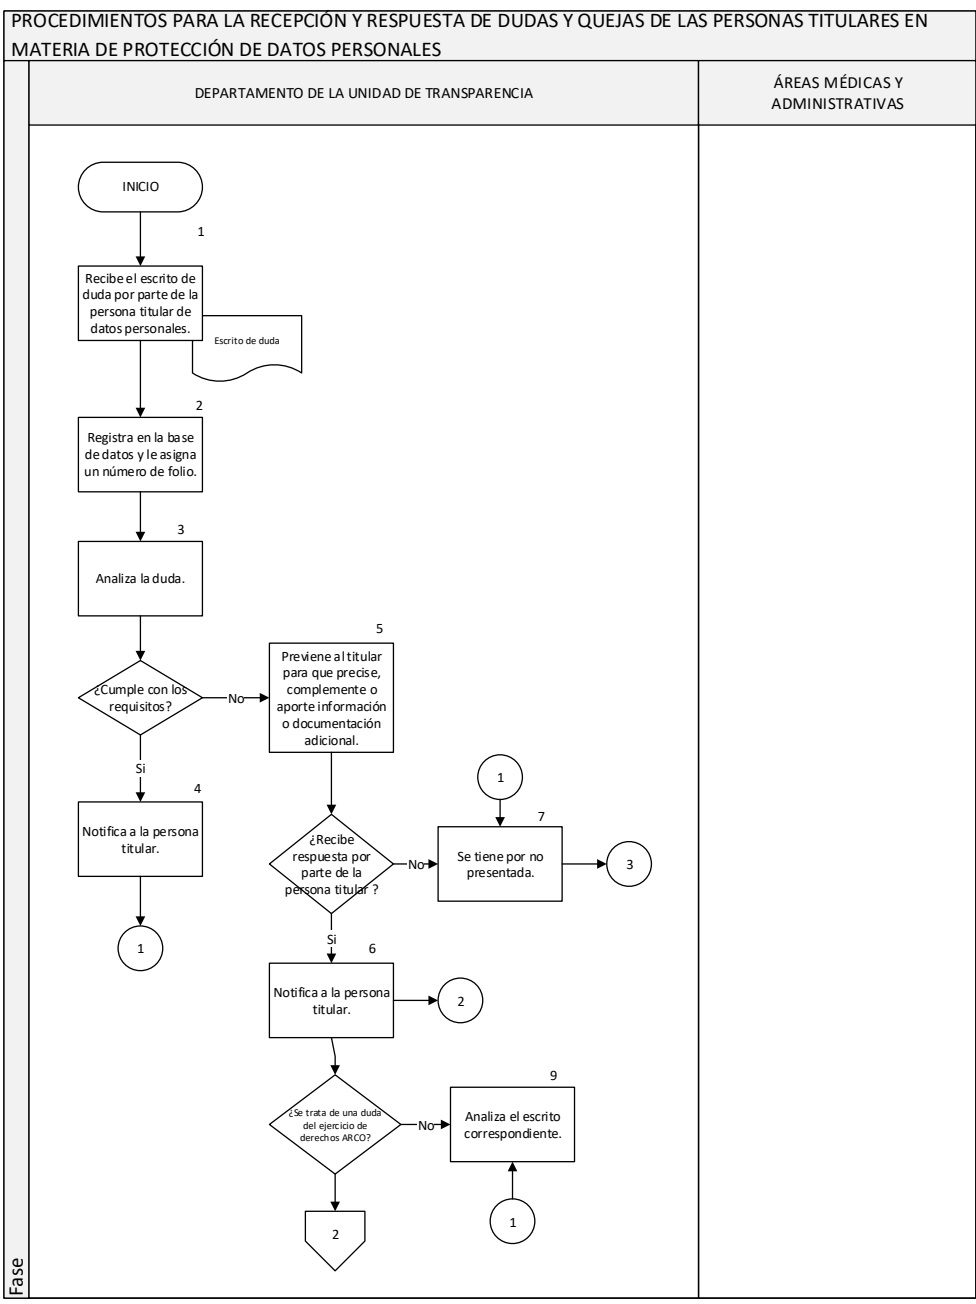 PROCEDIMIENTOS PARA LA RECEPCIÓN Y RESPUESTA DE DUDAS Y QUEJAS DE LAS PERSONAS TITULARES EN
MATERIA DE PROTECCIÓN DE DATOS PERSONALES
DEPARTAMENTO DE LA UNIDAD DE TRANSPARENCIA
ÁREAS MÉDICAS Y
ADMINISTRATIVAS
INICIO
1
Recibe el escrito de
duda por parte de la
persona titular de
datos personales.
Escrito de duda
2
Registra en la base
de datos y le asigna
un número de folio.
3
Analiza la duda.
¿Cumple con los
requisitos?
No
5
Previene al titular
para que precise,
complemente o
aporte información
o documentación
adicional.
Si
4
Notifica a la persona
titular.
1
¿Recibe
respuesta por
parte de la
persona titular ?
No
1
7
Se tiene por no
presentada.
3
Si
6
Notifica a la persona
titular.
2
¿Se trata de una duda
del ejercicio de
derechos ARCO?
No
9
Analiza el escrito
correspondiente.
1
2
Fase